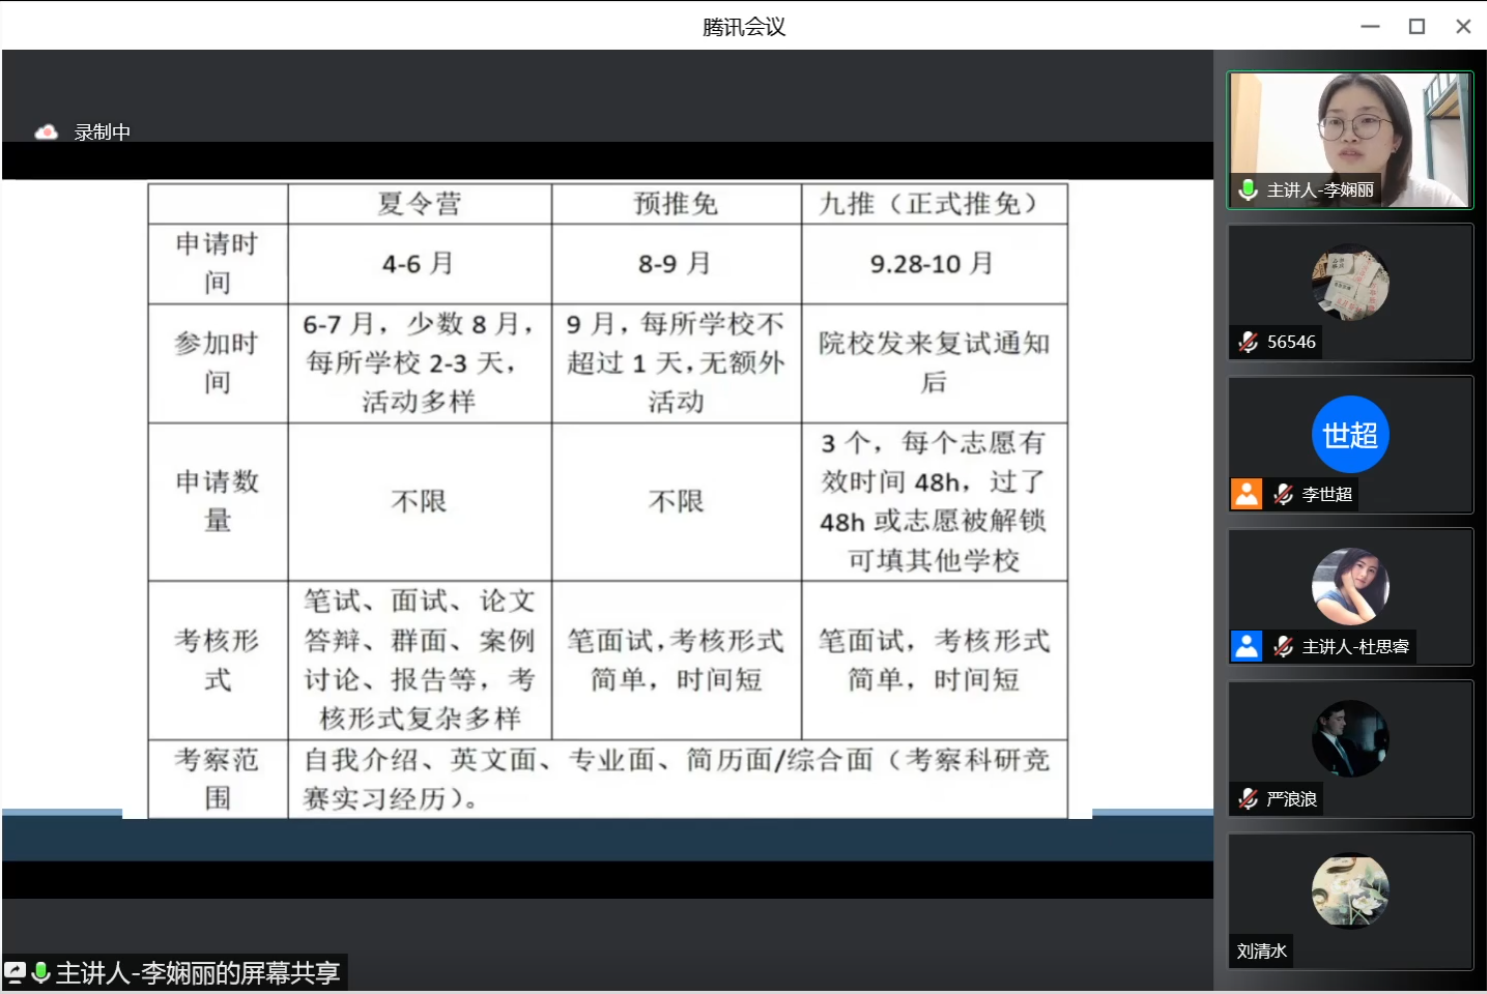 腾讯会议
录制中
夏令营 预推免 九推（正式推免）
申请时
间
4-6 月
8-9 月
9.28-10 月
参加时
间
6-7 月，少数 8 月，
每所学校 2-3 天，
活动多样
9 月，每所学校不
超过 1 天，无额外
活动
院校发来复试通知
后
申请数
量
不限
不限
3 个，每个志愿有
效时间 48h，过了
48h 或志愿被解锁
可填其他学校
考核形
式
笔试、面试、论文
答辩、群面、案例
讨论、报告等，考
核形式复杂多样
笔面试，考核形式
简单，时间短
笔面试，考核形式
简单，时间短
考察范
围
自我介绍、英文面、专业面、简历面/综合面（考察科研竞
赛实习经历）。
主讲人-李娴丽的屏幕共享
主讲人-李娴丽
56546
世超
李世超
主讲人-杜思睿
严浪浪
刘清水